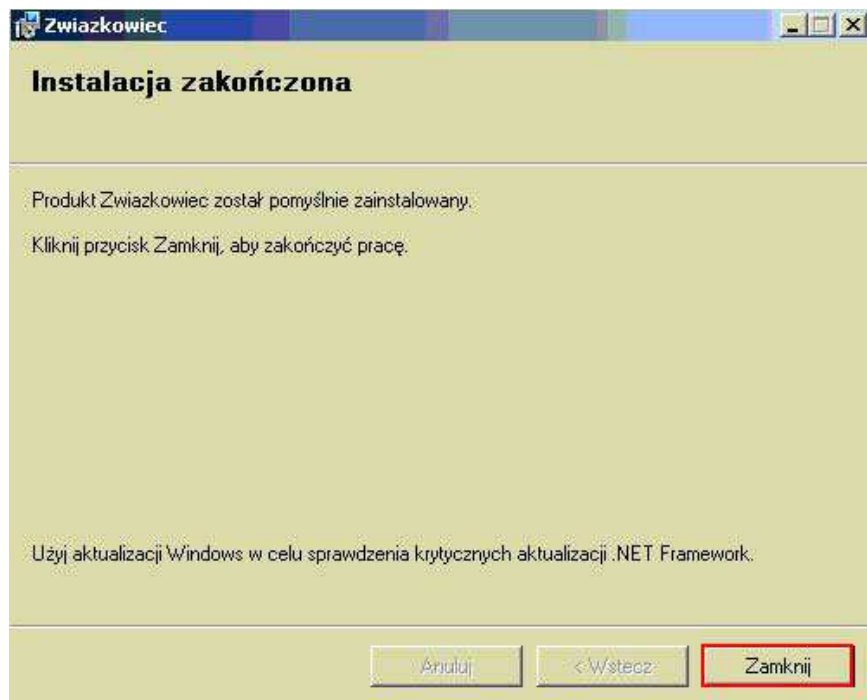 Zwiazkowiec
Instalacja zakończona
Produkt Zwiazkowiec został pomyślnie zainstalowany.
Kliknij przycisk Zamknij, aby zakończyć pracę.
Użyj aktualizacji Windows w celu sprawdzenia krytycznych aktualizacji .NET Framework.
Anuluj < Wstecz Zamknij